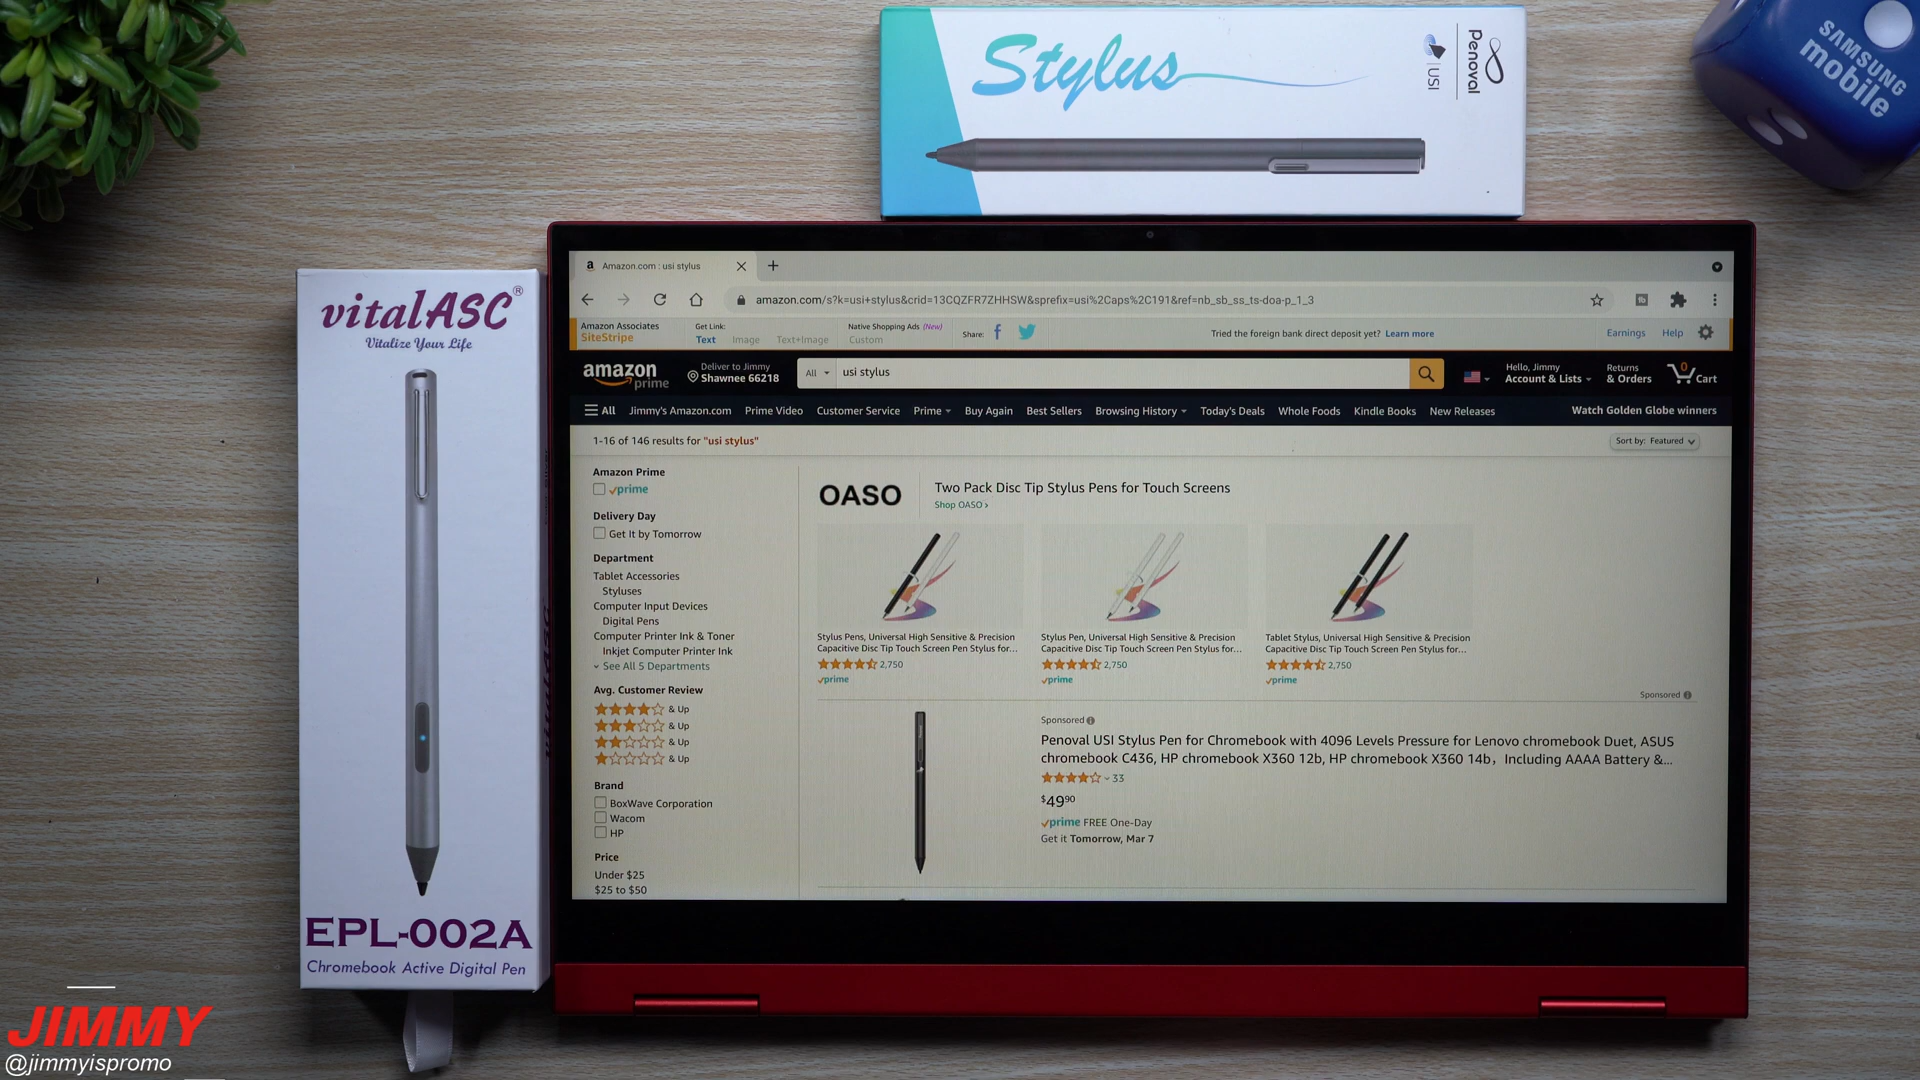 Stylus
USI
Penoval
SAMSUNG
mobile
vitalASC®
Vitalize Your Life
EPL-002A
Chromebook Active Digital Pen
Amazon.com : usi stylus
amazon.com/s?k=usi+stylus&crid=13CQZFR7ZHHSW&sprefix=usi%2Caps%2C191&ref=nb_sb_ss_ts-doa-p_1_3
Amazon Associates
SiteStripe
Get Link:
Text Image Text+Image
Native Shopping Ads (New)
Custom
Share:
Tried the foreign bank direct deposit yet? Learn more
Earnings Help
amazon
prime
Deliver to Jimmy
Shawnee 66218
All
usi stylus
Hello, Jimmy
Account & Lists
Returns
& Orders
0
Cart
All Jimmy's Amazon.com Prime Video Customer Service Prime Buy Again Best Sellers Browsing History Today's Deals Whole Foods Kindle Books New Releases
Watch Golden Globe winners
1-16 of 146 results for "usi stylus"
Sort by: Featured
Amazon Prime
prime
Delivery Day
Get It by Tomorrow
Department
Tablet Accessories
Styluses
Computer Input Devices
Digital Pens
Computer Printer Ink & Toner
Inkjet Computer Printer Ink
See All 5 Departments
Avg. Customer Review
& Up
& Up
& Up
& Up
Brand
BoxWave Corporation
Wacom
HP
Price
Under $25
$25 to $50
OASO
Two Pack Disc Tip Stylus Pens for Touch Screens
Shop OASO ›
Stylus Pens, Universal High Sensitive & Precision
Capacitive Disc Tip Touch Screen Pen Stylus for…
2,750
prime
Stylus Pen, Universal High Sensitive & Precision
Capacitive Disc Tip Touch Screen Pen Stylus for…
2,750
prime
Tablet Stylus, Universal High Sensitive & Precision
Capacitive Disc Tip Touch Screen Pen Stylus for…
2,750
prime
Sponsored
Sponsored
Penoval USI Stylus Pen for Chromebook with 4096 Levels Pressure for Lenovo chromebook Duet, ASUS
chromebook C436, HP chromebook X360 12b, HP chromebook X360 14b, Including AAAA Battery &…
33
$49⁹⁰
prime FREE One-Day
Get it Tomorrow, Mar 7
JIMMY
@jimmyispromo